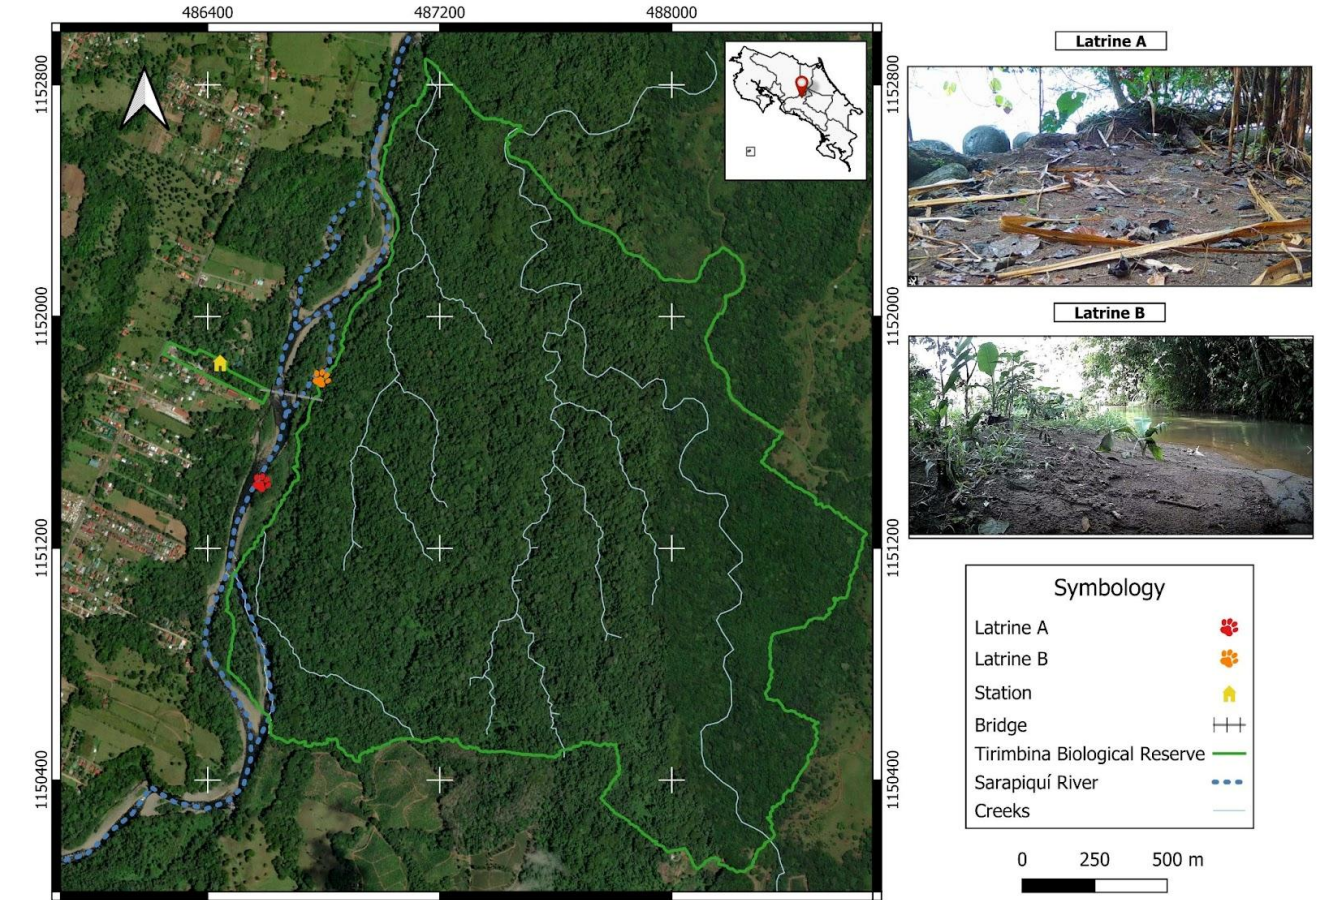 486400 487200 488000
1152800
1152000
1151200
1150400
1152800
1152000
1151200
1150400
Latrine A
Latrine B
Symbology
Latrine A
Latrine B
Station
Bridge
Tirimbina Biological Reserve
Sarapiquí River
Creeks
0 250 500 m